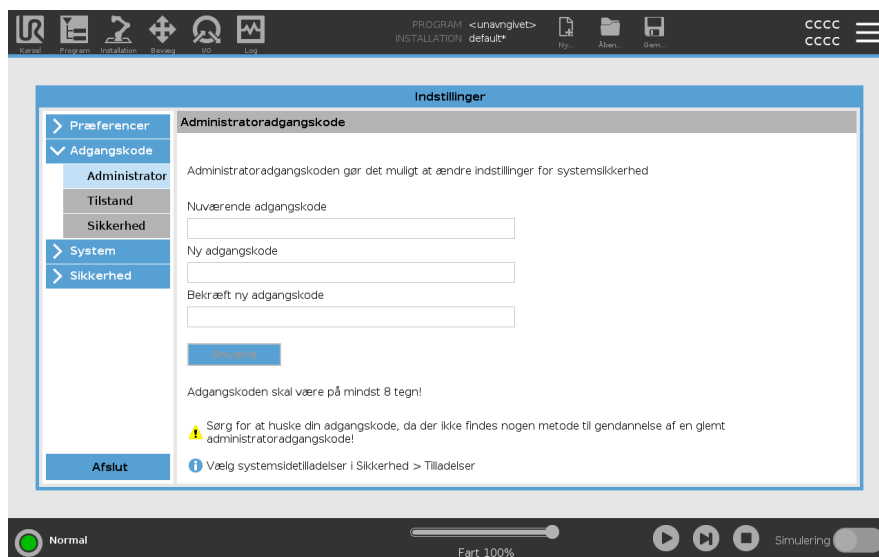 PROGRAM <unavngivet>
INSTALLATION default*
CCCC
CCCC
Kørsel Program Installation Bevæg I/O Log Ny... Åben... Gem...
Indstillinger
Præferencer
Adgangskode
Administrator
Tilstand
Sikkerhed
System
Sikkerhed
Afslut
Administratoradgangskode
Administratoradgangskoden gør det muligt at ændre indstillinger for systemsikkerhed
Nuværende adgangskode
Ny adgangskode
Bekræft ny adgangskode
Anvend
Adgangskoden skal være på mindst 8 tegn!
Sørg for at huske din adgangskode, da der ikke findes nogen metode til gendannelse af en glemt
administratoradgangskode!
Vælg systemsidetilladelser i Sikkerhed > Tilladelser
Normal
Fart 100%
Simulering